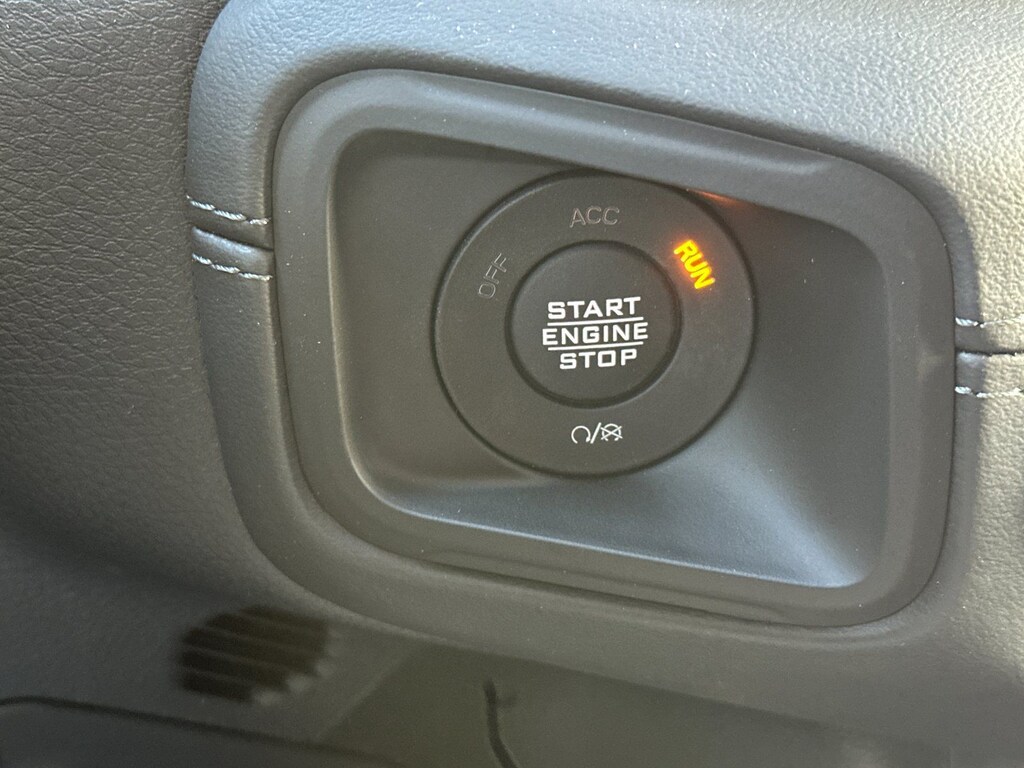 ACC
OFF
RUN
START
ENGINE
STOP